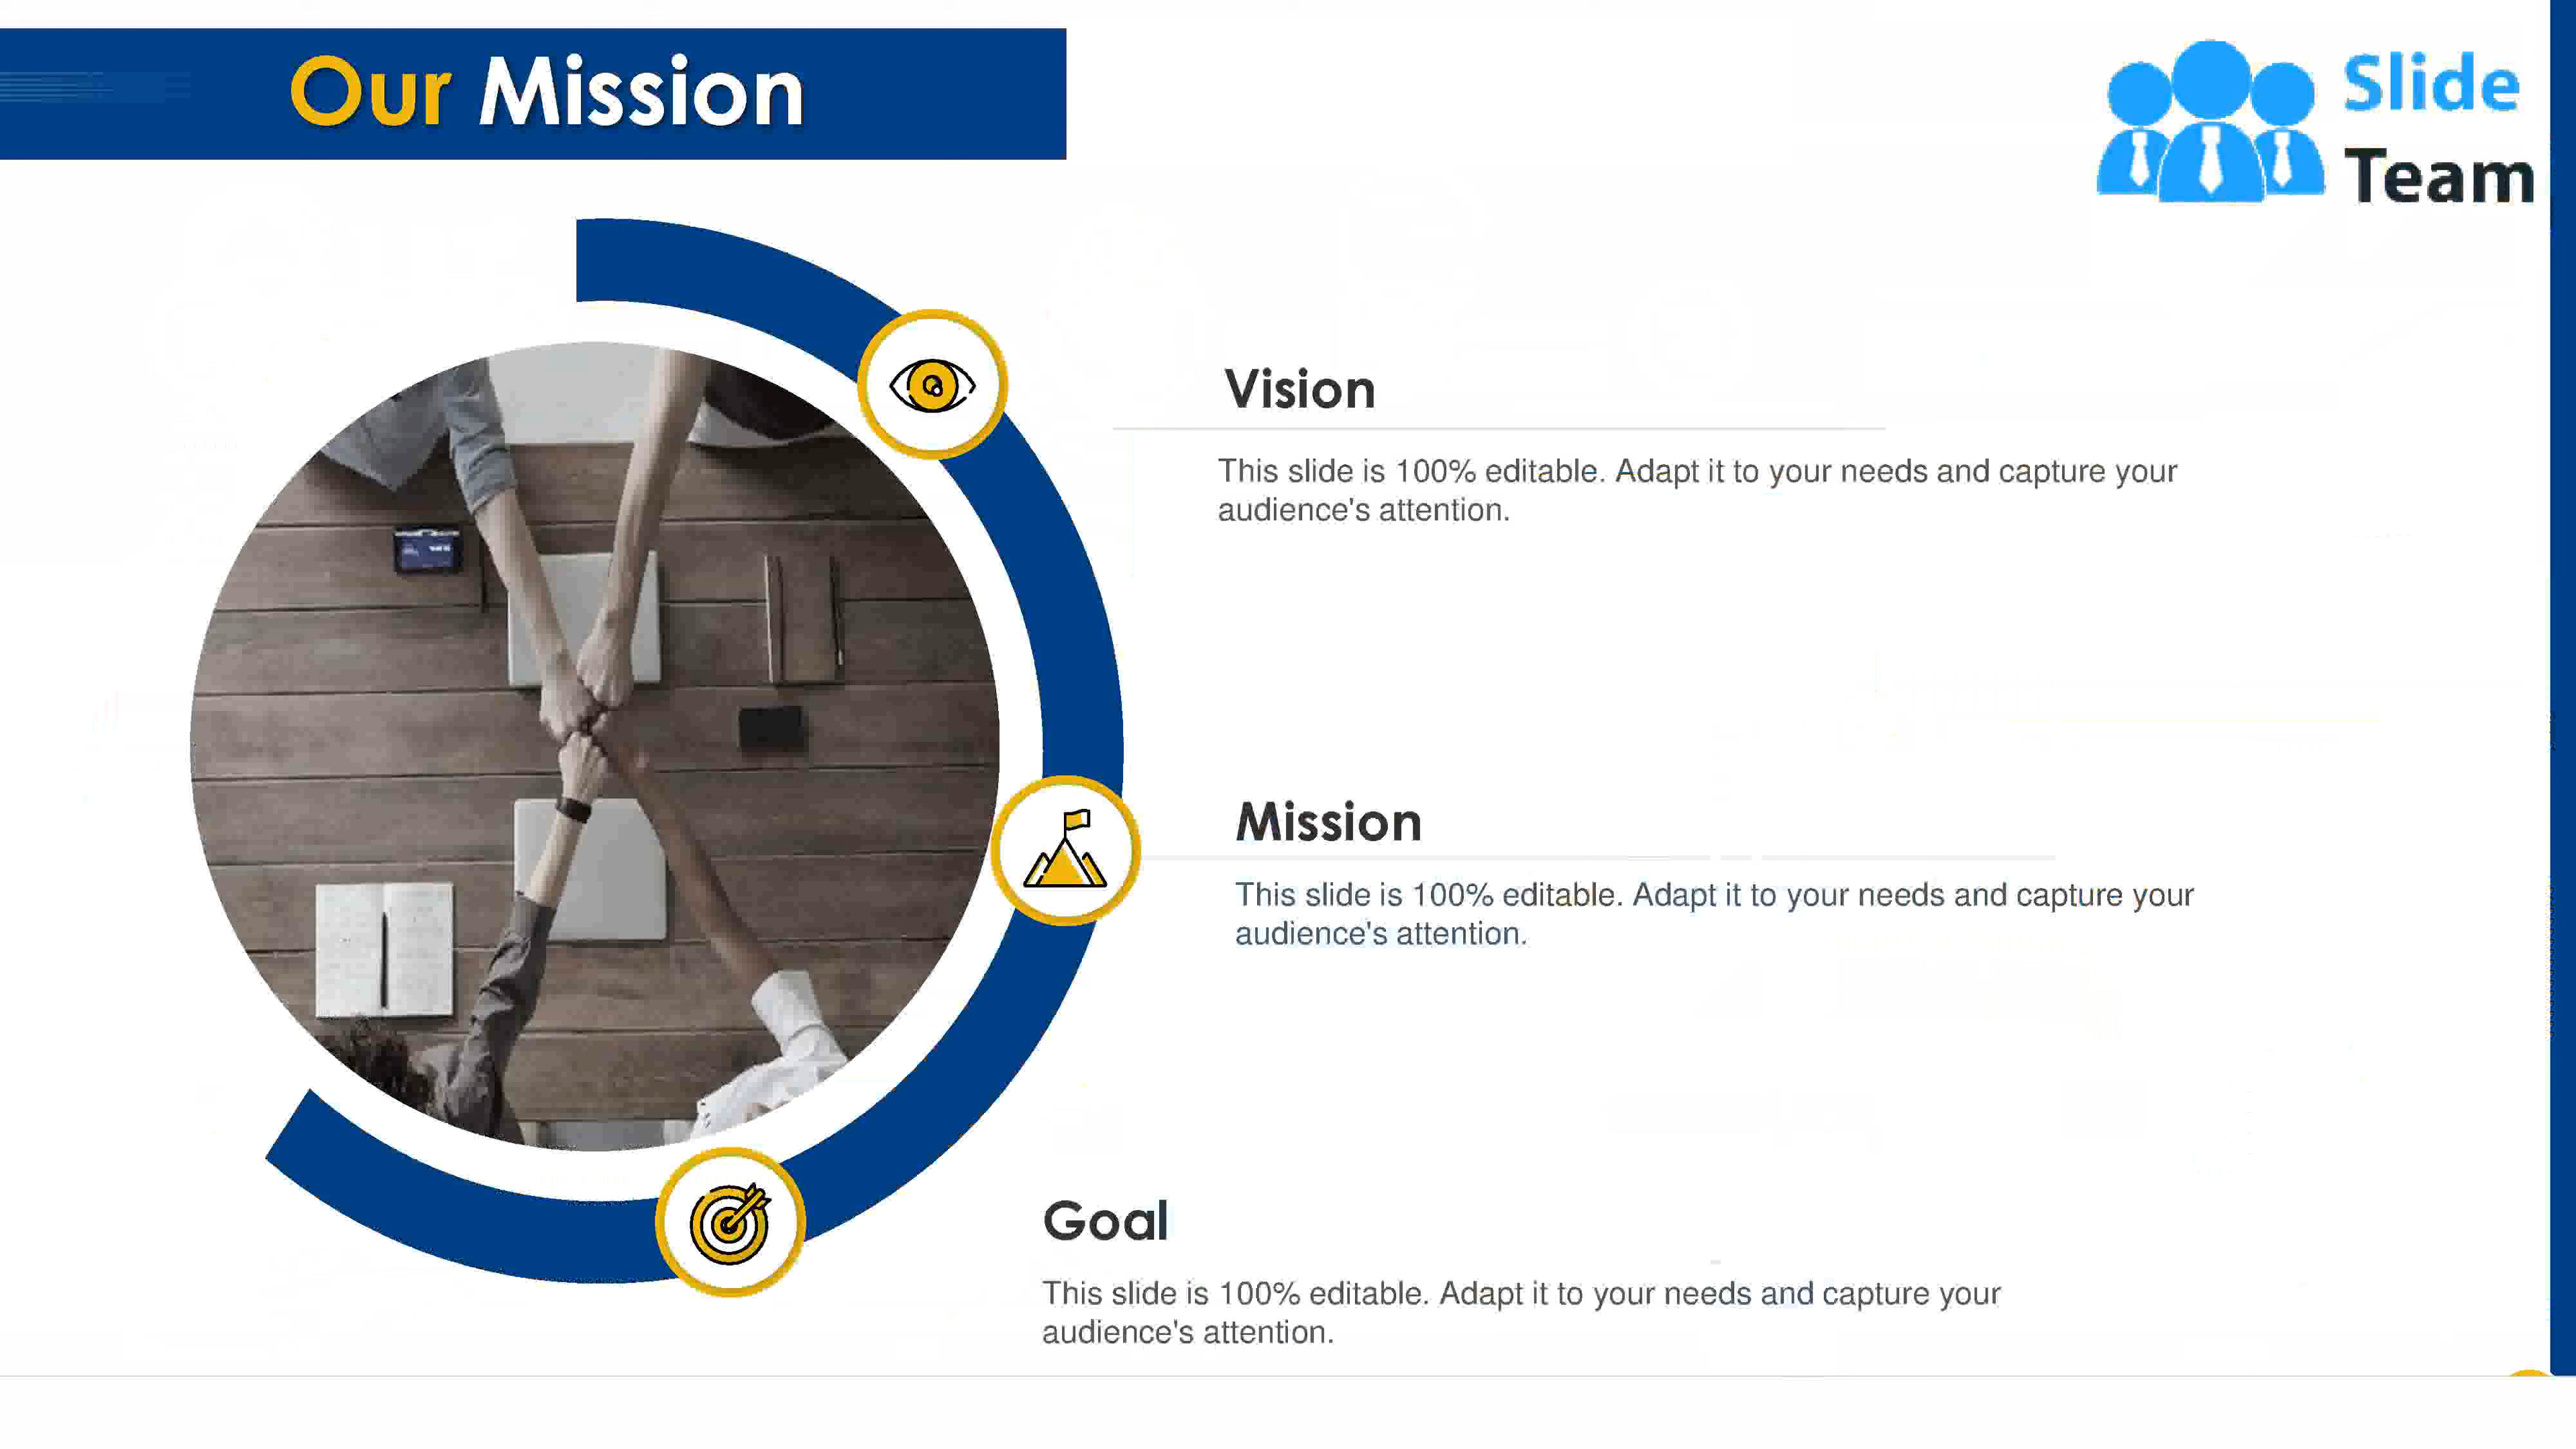 Our Mission
Slide
Team
Vision
This slide is 100% editable. Adapt it to your needs and capture your
audience's attention.
Mission
This slide is 100% editable. Adapt it to your needs and capture your
audience's attention.
Goal
This slide is 100% editable. Adapt it to your needs and capture your
audience's attention.